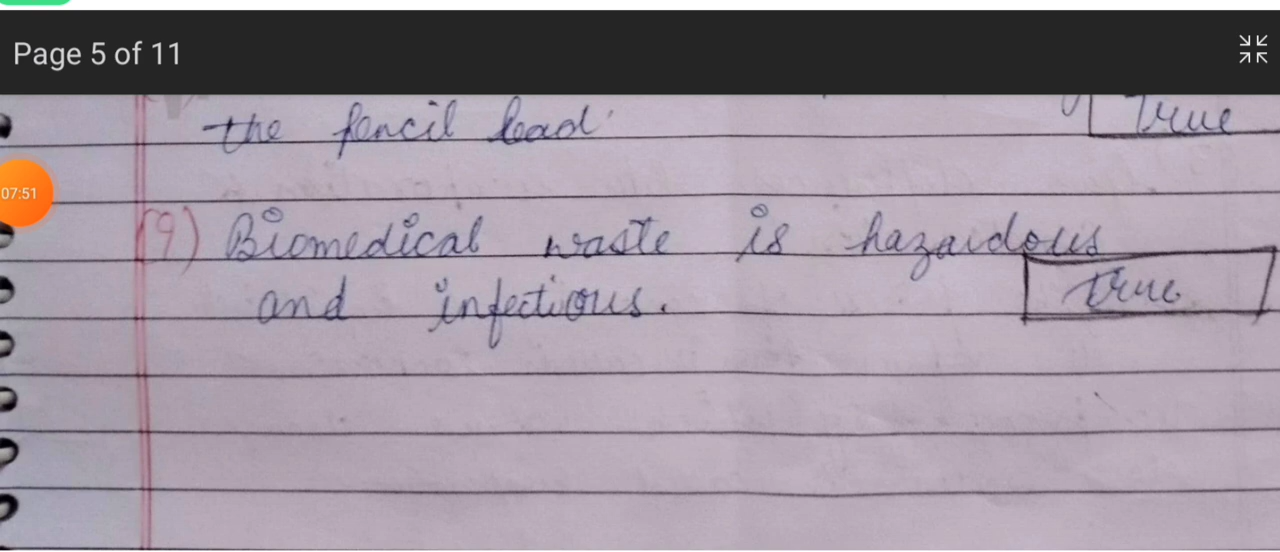 Page 5 of 11
the pencil lead.
True
07:51
(9) Biomedical waste is hazardous
and infectious.
True